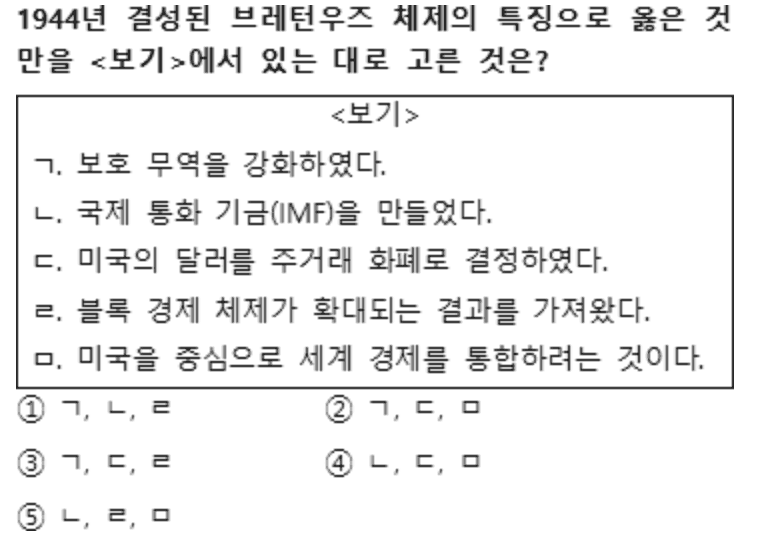 1944년 결성된 브레턴우즈 체제의 특징으로 옳은 것
만을 <보기>에서 있는 대로 고른 것은?
<보기>
ㄱ. 보호 무역을 강화하였다.
ㄴ. 국제 통화 기금(IMF)을 만들었다.
ㄷ. 미국의 달러를 주거래 화폐로 결정하였다.
ㄹ. 블록 경제 체제가 확대되는 결과를 가져왔다.
ㅁ. 미국을 중심으로 세계 경제를 통합하려는 것이다.
① ㄱ, ㄴ, ㄹ ② ㄱ, ㄷ, ㅁ
③ ㄱ, ㄷ, ㄹ ④ ㄴ, ㄷ, ㅁ
⑤ ㄴ, ㄹ, ㅁ